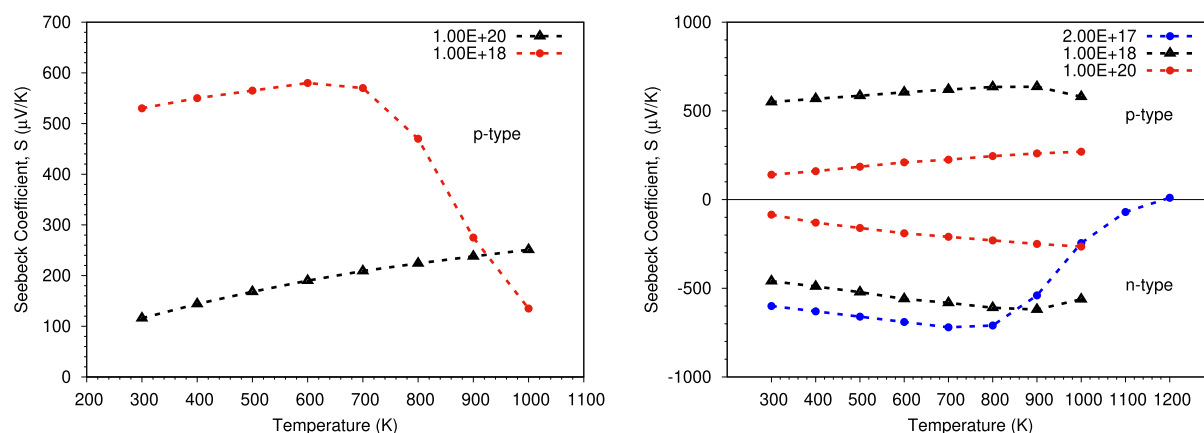 700
600
500
400
300
200
100
0
Seebeck Coefficient, S (μV/K)
1.00E+20
1.00E+18
p-type
200 300 400 500 600 700 800 900 1000 1100
Temperature (K)
1000
500
0
-500
-1000
Seebeck Coefficient, S (μV/K)
2.00E+17
1.00E+18
1.00E+20
p-type
n-type
300 400 500 600 700 800 900 1000 1100 1200
Temperature (K)